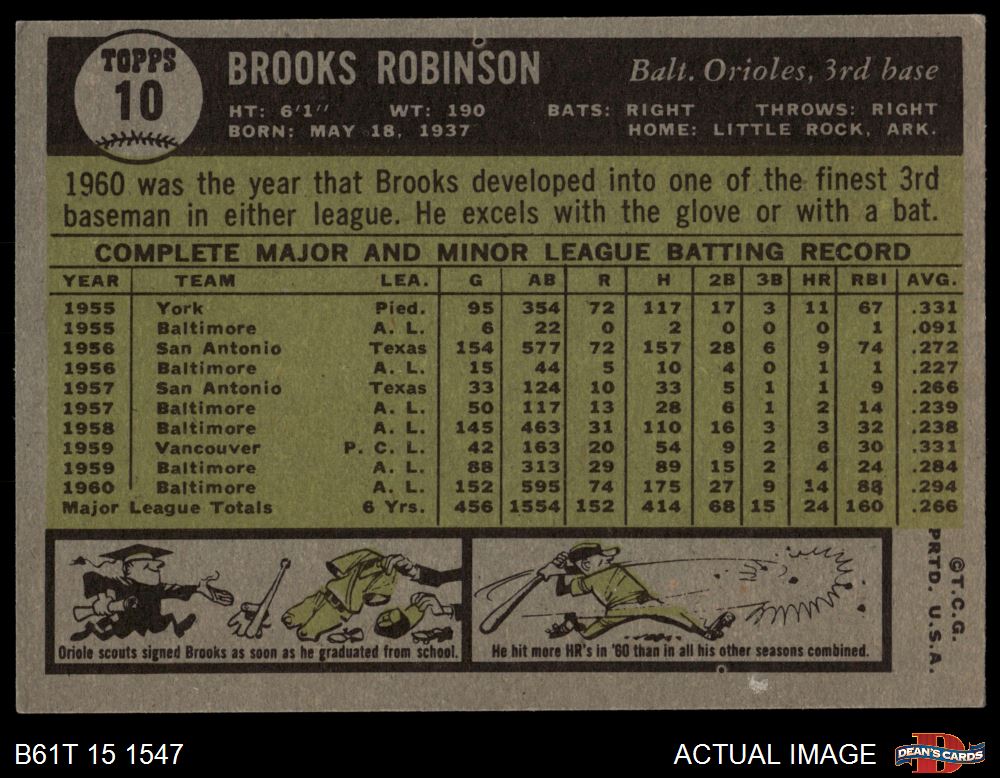 TOPPS
10
BROOKS ROBINSON
Balt. Orioles, 3rd base
HT: 6'1" WT: 190 BATS: RIGHT THROWS: RIGHT
BORN: MAY 18, 1937 HOME: LITTLE ROCK, ARK.
1960 was the year that Brooks developed into one of the finest 3rd
baseman in either league. He excels with the glove or with a bat.
COMPLETE MAJOR AND MINOR LEAGUE BATTING RECORD
YEAR TEAM LEA. G AB R H 2B 3B HR RBI AVG.
1955 York Pied. 95 354 72 117 17 3 11 67 .331
1955 Baltimore A. L. 6 22 0 2 0 0 0 1 .091
1956 San Antonio Texas 154 577 72 157 28 6 9 74 .272
1956 Baltimore A. L. 15 44 5 10 4 0 1 1 .227
1957 San Antonio Texas 33 124 10 33 5 1 1 9 .266
1957 Baltimore A. L. 50 117 13 28 6 1 2 14 .239
1958 Baltimore A. L. 145 463 31 110 16 3 3 32 .238
1959 Vancouver P. C. L. 42 163 20 54 9 2 6 30 .331
1959 Baltimore A. L. 88 313 29 89 15 2 4 24 .284
1960 Baltimore A. L. 152 595 74 175 27 9 14 88 .294
Major League Totals 6 Yrs. 456 1554 152 414 68 15 24 160 .266
Oriole scouts signed Brooks as soon as he graduated from school.
He hit more HR's in '60 than in all his other seasons combined.
©T.C.G.
PRTD. U.S.A.
B61T 15 1547
ACTUAL IMAGE
DEAN'S CARDS